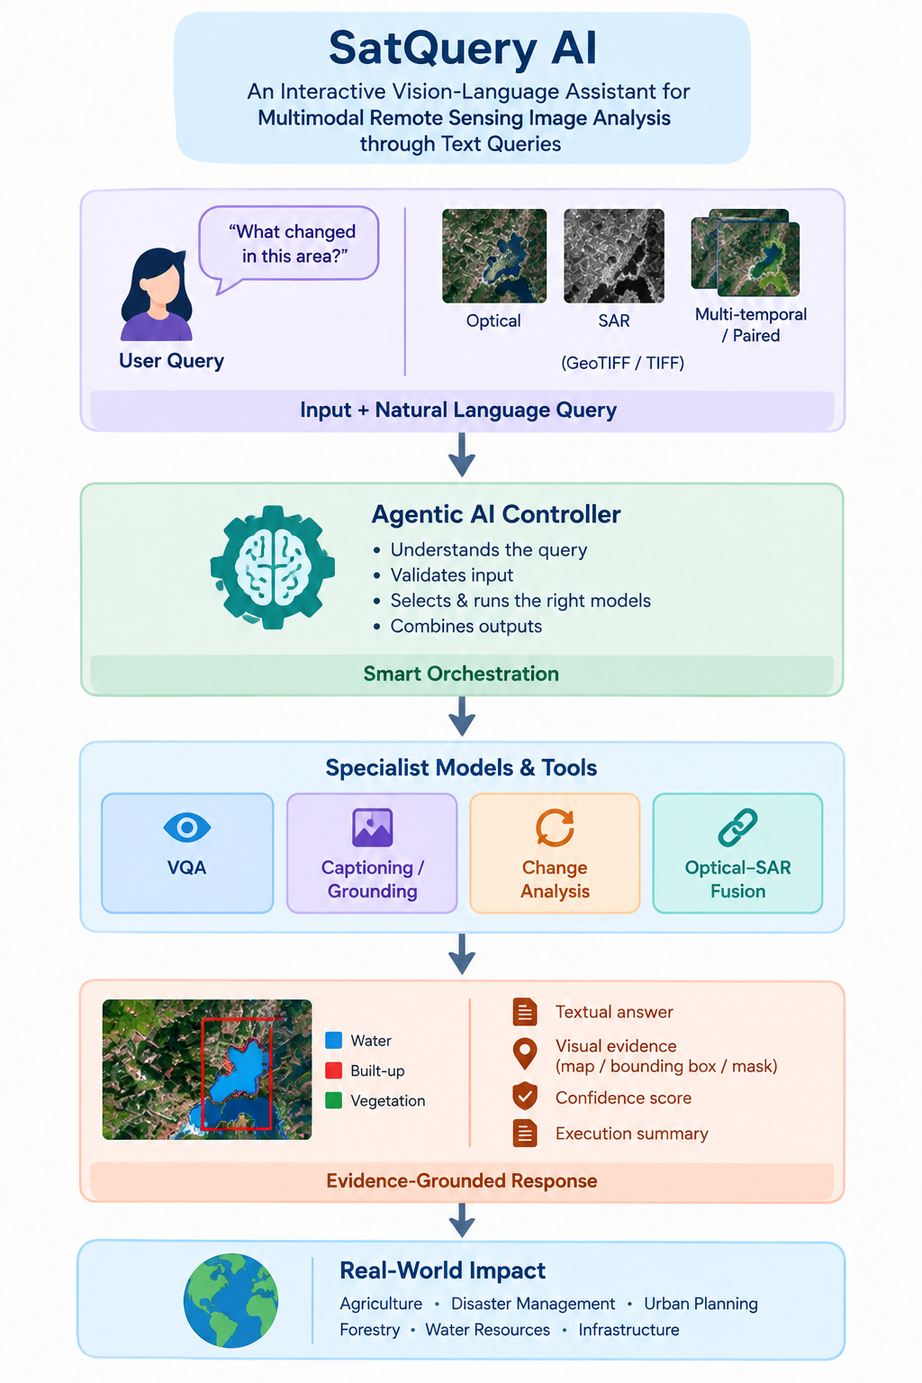 SatQuery AI
An Interactive Vision-Language Assistant for
Multimodal Remote Sensing Image Analysis
through Text Queries
“What changed
in this area?”
User Query
Optical
SAR
Multi-temporal
/ Paired
(GeoTIFF / TIFF)
Input + Natural Language Query
Agentic AI Controller
• Understands the query
• Validates input
• Selects & runs the right models
• Combines outputs
Smart Orchestration
Specialist Models & Tools
VQA
Captioning /
Grounding
Change
Analysis
Optical–SAR
Fusion
Water
Built-up
Vegetation
Textual answer
Visual evidence
(map / bounding box / mask)
Confidence score
Execution summary
Evidence-Grounded Response
Real-World Impact
Agriculture • Disaster Management • Urban Planning
Forestry • Water Resources • Infrastructure